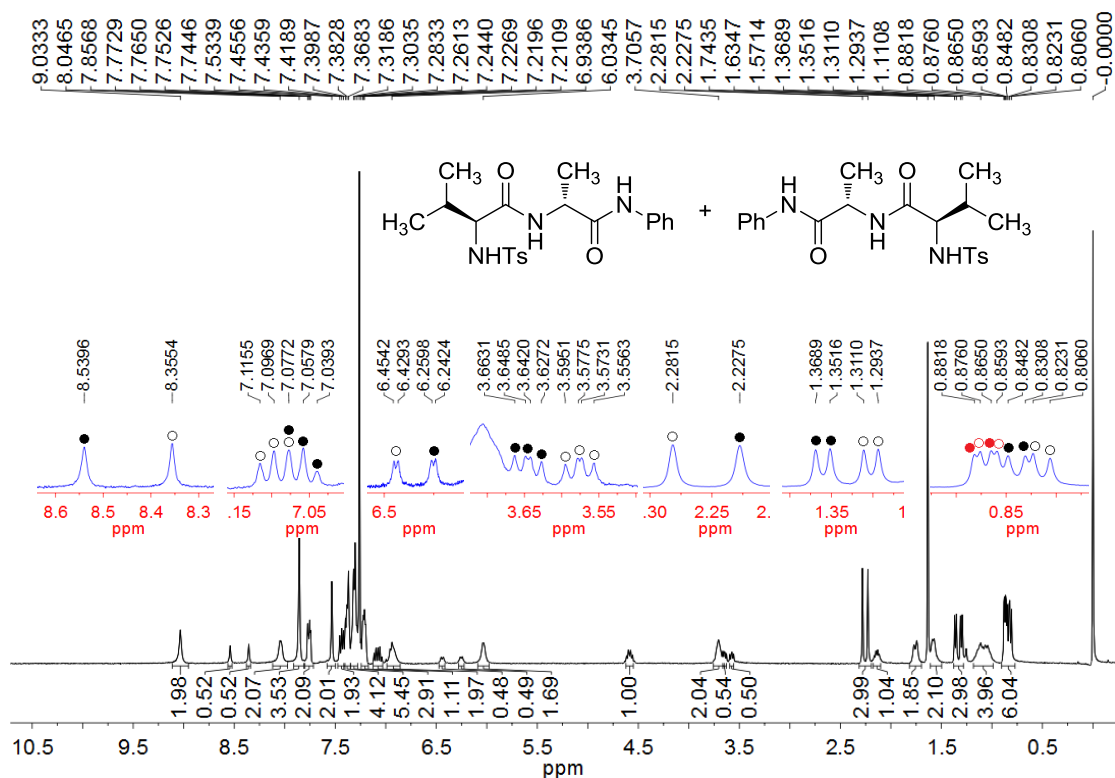 9.0333 8.0465 7.8568 7.7729 7.7650 7.7526 7.7446 7.5339 7.4556 7.4359 7.4189 7.3987 7.3828 7.3683 7.3186 7.3035 7.2833 7.2613 7.2440 7.2269 7.2196 7.2109 6.9386 6.0345 3.7057 2.2815 2.2275 1.7435 1.6347 1.5714 1.3689 1.3516 1.3110 1.2937 1.1108 0.8818 0.8760 0.8650 0.8593 0.8482 0.8308 0.8231 0.8060 -0.0000
CH3 O CH3 H N CH3 O
H3C N H O Ph + Ph H N O N H CH3 CH3
NHTs NHTs
8.5396 8.3554 7.1155 7.0969 7.0772 7.0579 7.0393 6.4542 6.4293 6.2598 6.2424 3.6631 3.6485 3.6420 3.6272 3.5951 3.5775 3.5731 3.5563 2.2815 2.2275 1.3689 1.3516 1.3110 1.2937 0.8818 0.8760 0.8650 0.8593 0.8482 0.8308 0.8231 0.8060
8.6 8.5 8.4 8.3 .15 7.05 6.5 3.65 3.55 .30 2.25 2. 1.35 1 0.85
ppm ppm ppm ppm ppm ppm ppm
1.98 0.52 0.52 2.07 3.53 2.09 2.01 1.95 4.12 5.45 2.91 1.11 1.97 0.48 0.49 1.69 1.00 2.04 0.54 0.50 2.99 1.04 1.85 2.10 2.98 3.96 6.04
10.5 9.5 8.5 7.5 6.5 5.5 4.5 3.5 2.5 1.5 0.5
ppm